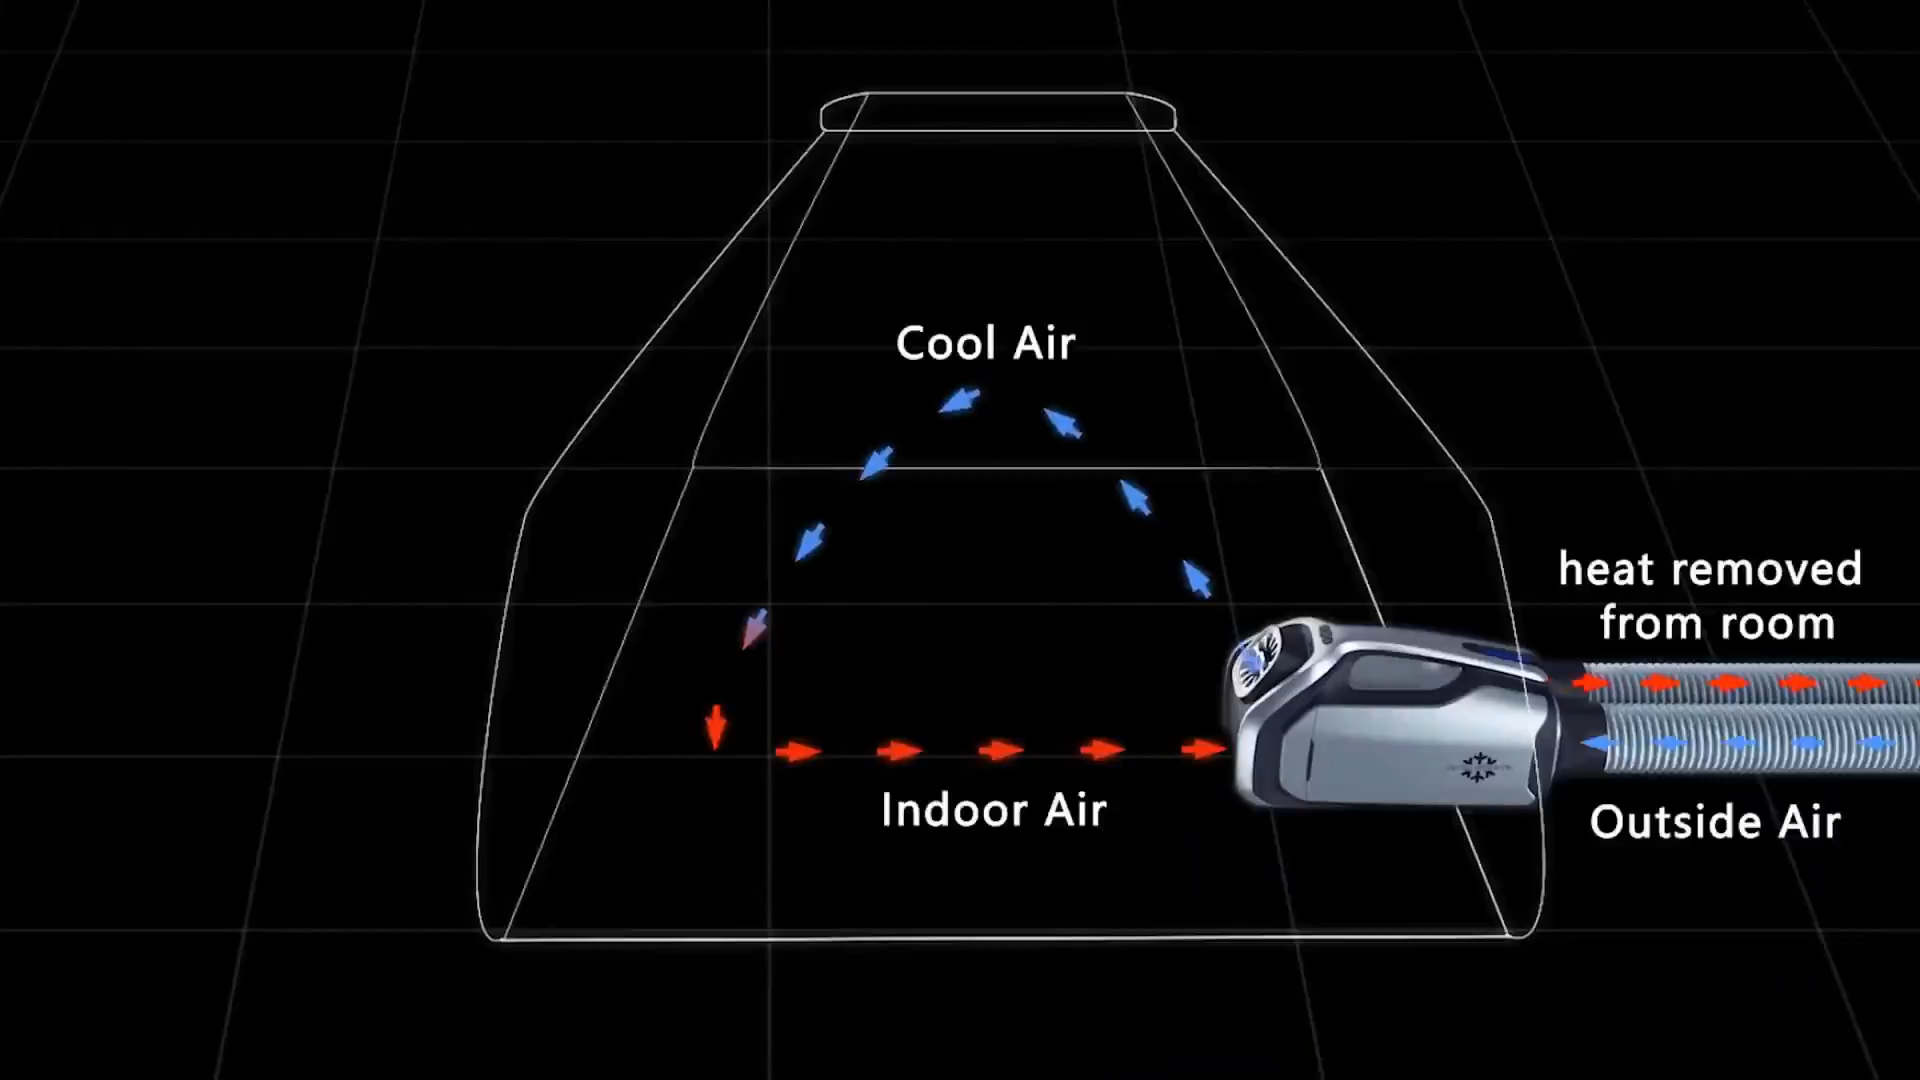 Cool Air
heat removed
from room
Indoor Air
Outside Air